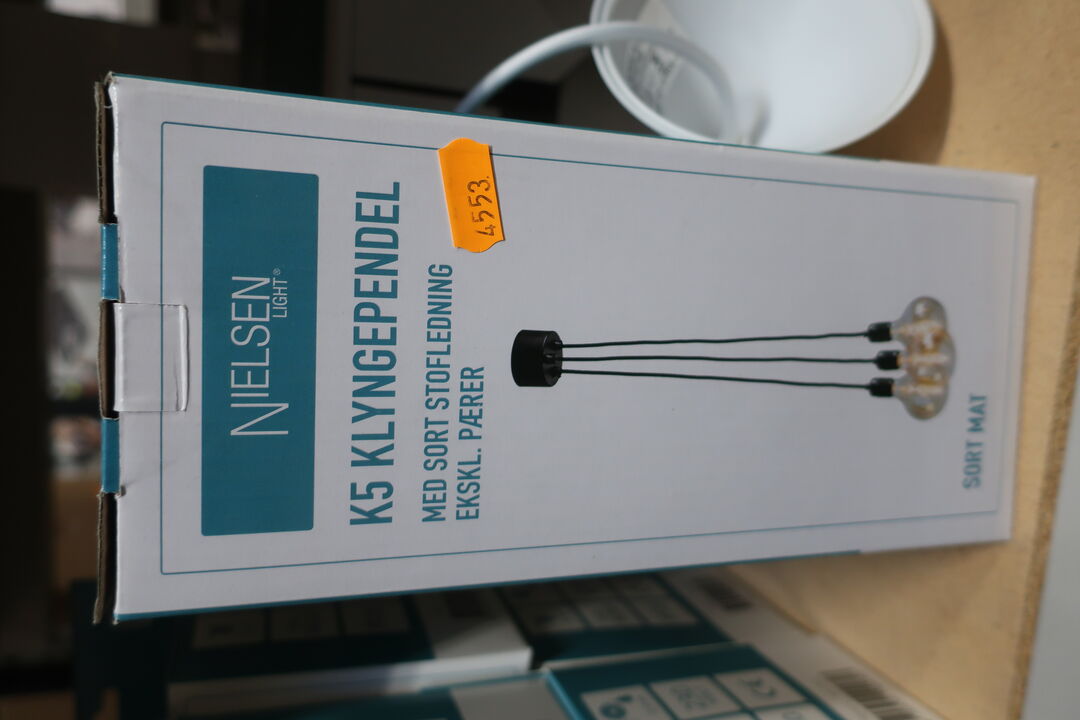 NIELSEN
LIGHT®
K5 KLYNGEPENDEL
MED SORT STOFLEDNING
EKSKL. PÆRER
4553.
SORT MAT